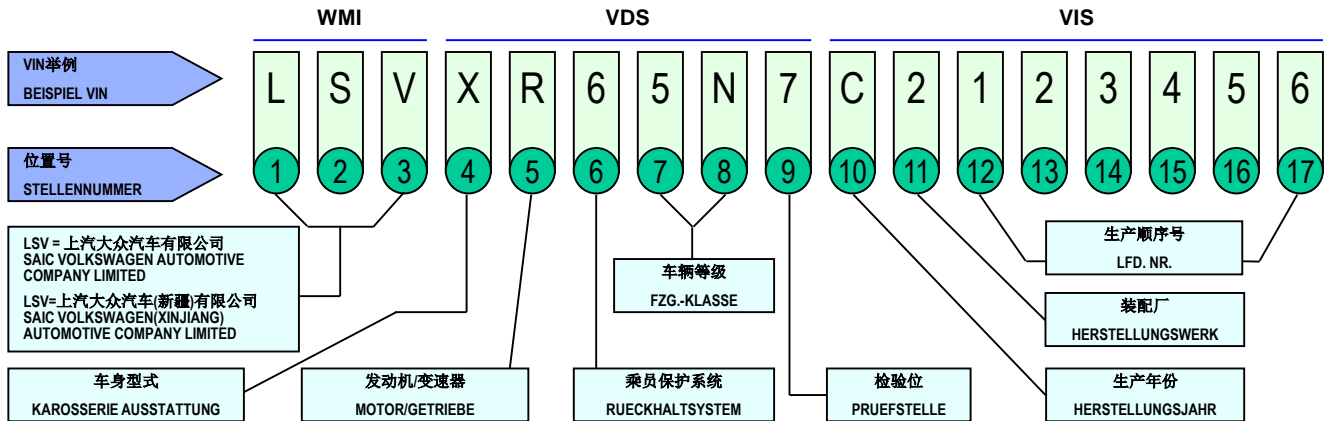 WMI VDS VIS
VIN举例
BEISPIEL VIN
L S V X R 6 5 N 7 C 2 1 2 3 4 5 6
位置号
STELLENNUMMER
1 2 3 4 5 6 7 8 9 10 11 12 13 14 15 16 17
LSV = 上汽大众汽车有限公司
SAIC VOLKSWAGEN AUTOMOTIVE
COMPANY LIMITED
LSV=上汽大众汽车(新疆)有限公司
SAIC VOLKSWAGEN(XINJIANG)
AUTOMOTIVE COMPANY LIMITED
车辆等级
FZG.-KLASSE
生产顺序号
LFD. NR.
装配厂
HERSTELLUNGSWERK
车身型式
KAROSSERIE AUSSTATTUNG
发动机/变速器
MOTOR/GETRIEBE
乘员保护系统
RUECKHALTSYSTEM
检验位
PRUEFSTELLE
生产年份
HERSTELLUNGSJAHR